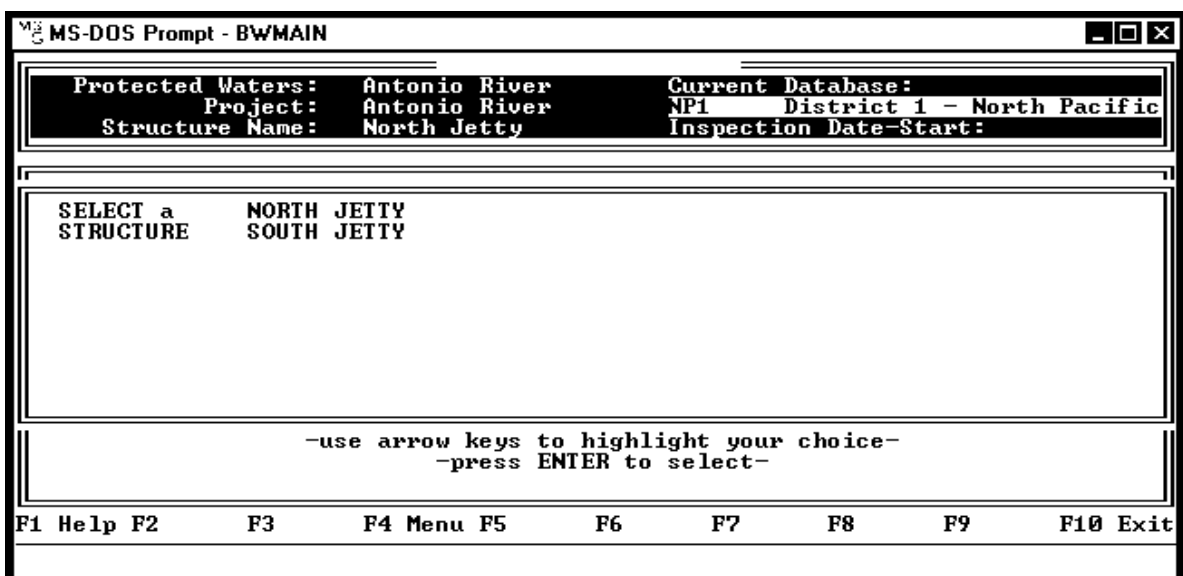 MS-DOS Prompt - BWMAIN
Protected Waters: Antonio River Current Database:
Project: Antonio River NP1 District 1 - North Pacific
Structure Name: North Jetty Inspection Date-Start:
SELECT a NORTH JETTY
STRUCTURE SOUTH JETTY
-use arrow keys to highlight your choice-
-press ENTER to select-
F1 Help F2 F3 F4 Menu F5 F6 F7 F8 F9 F10 Exit